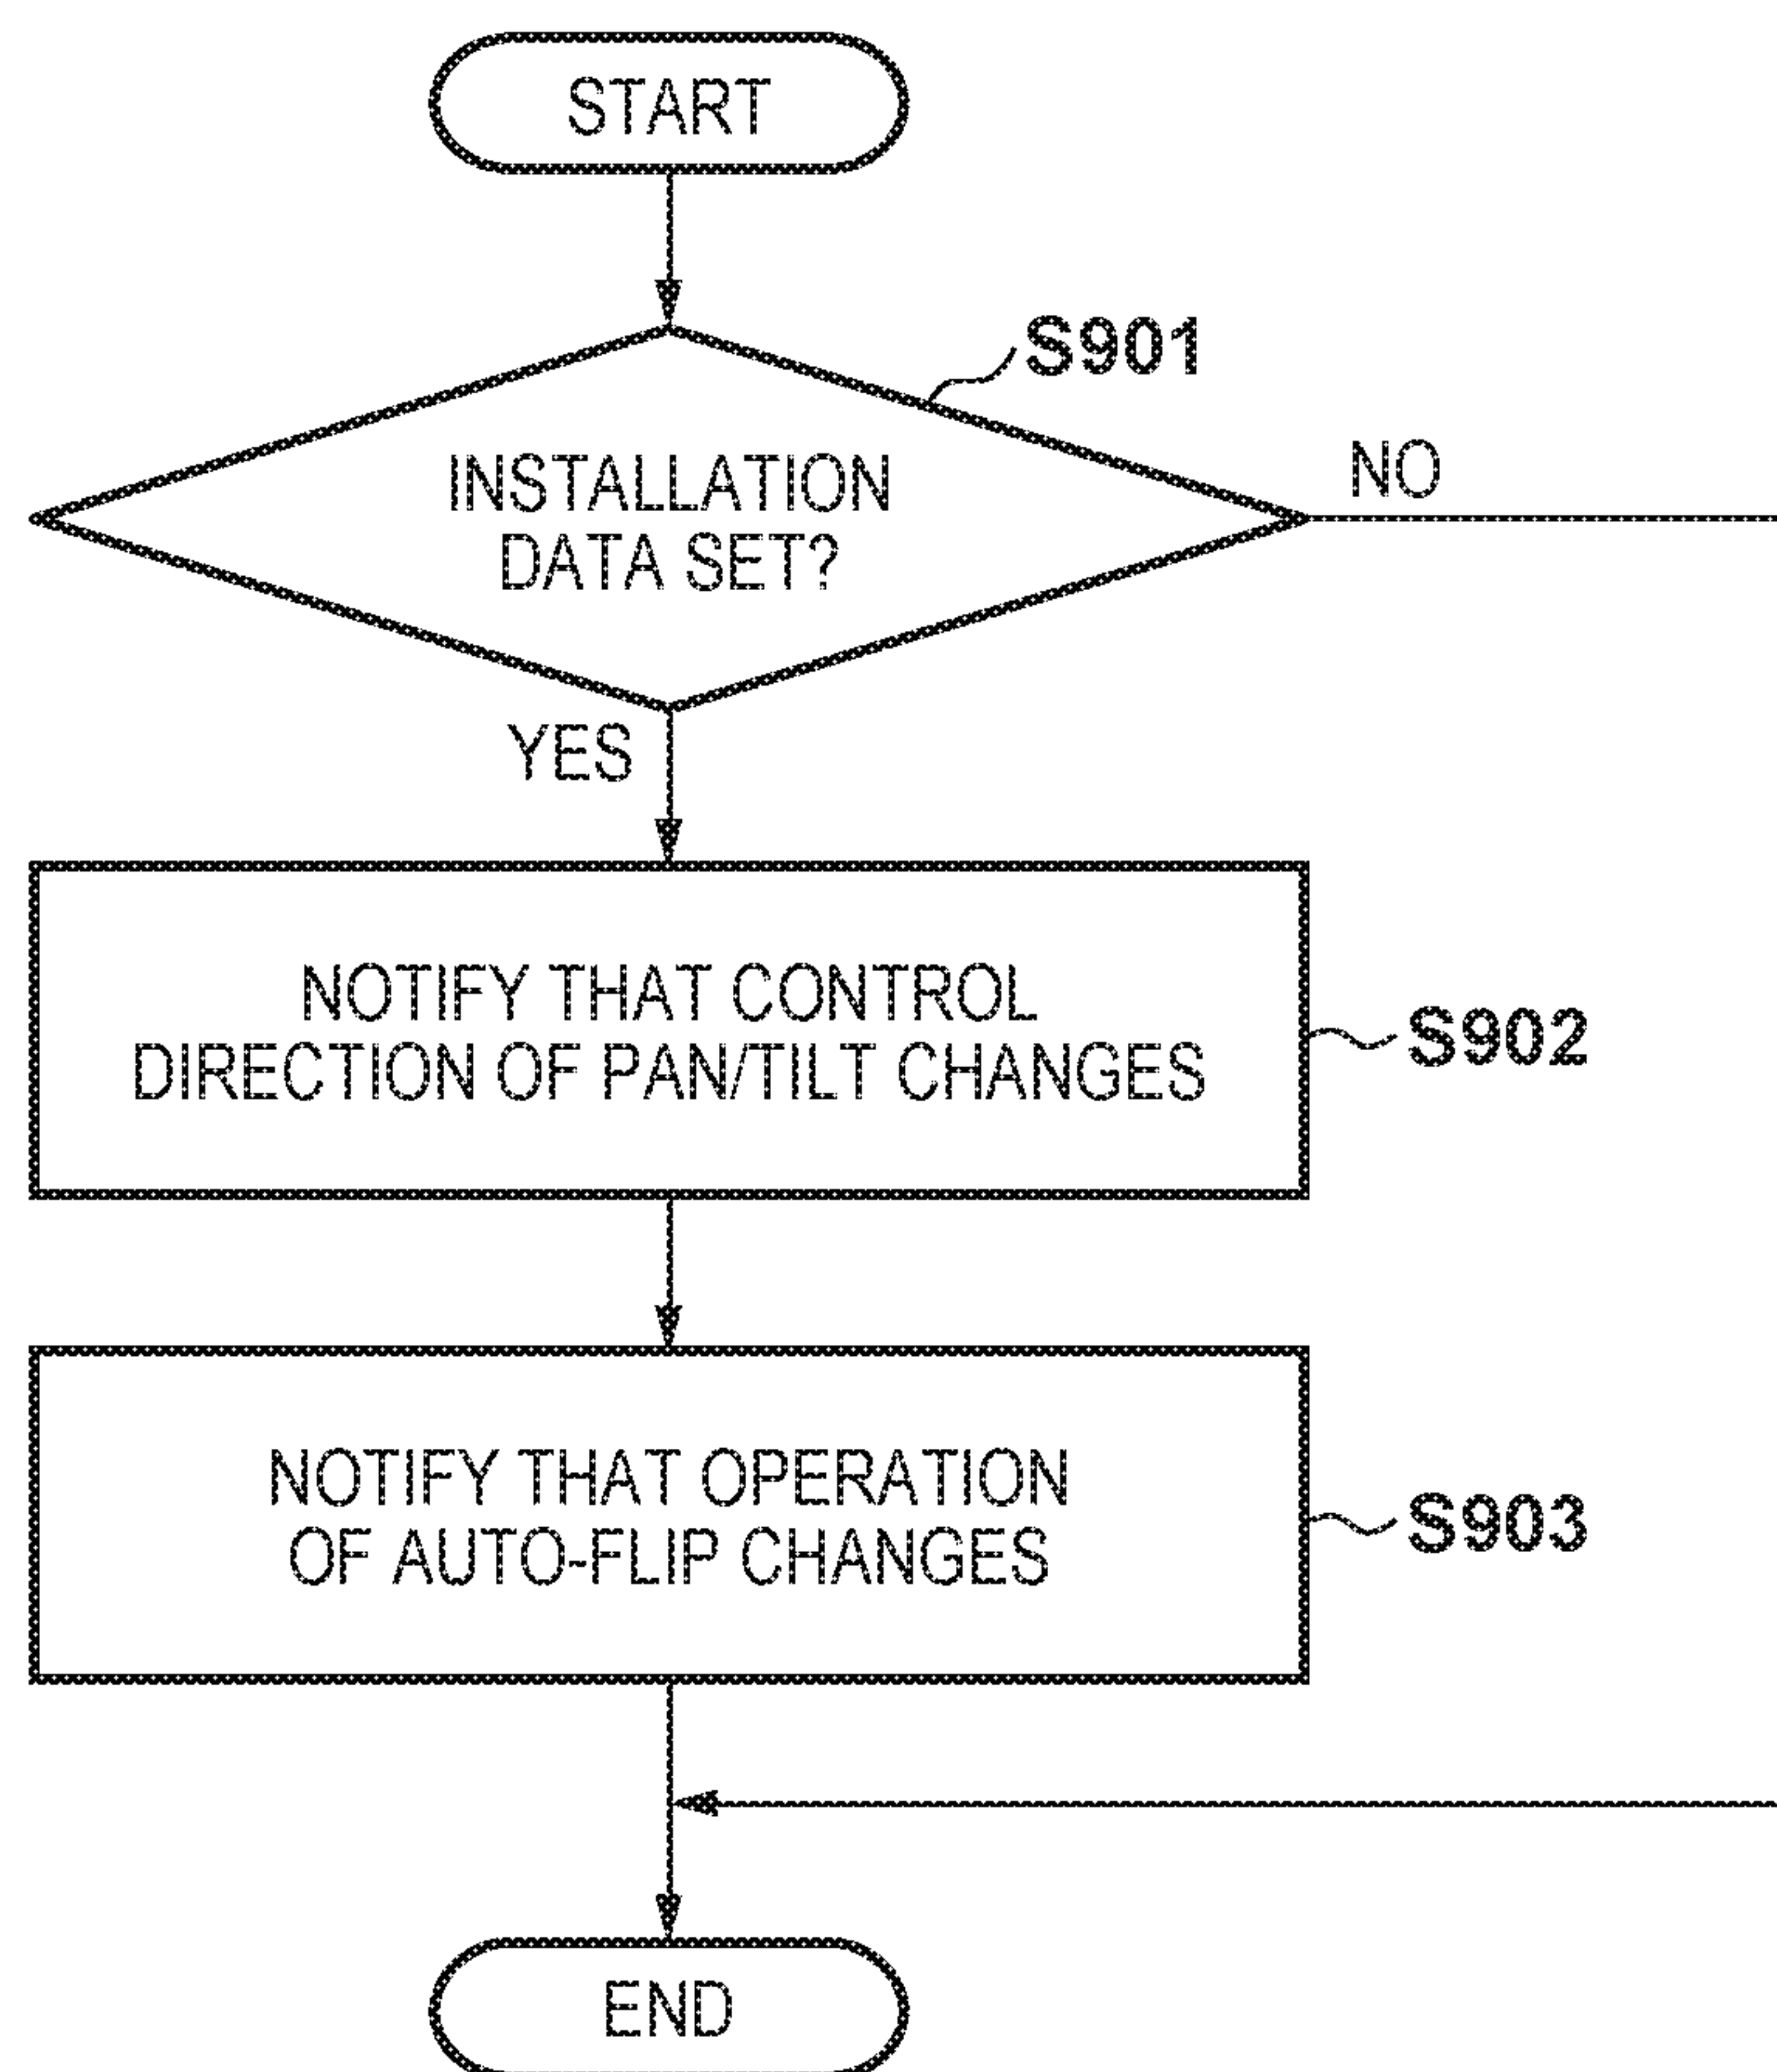 START
S901
INSTALLATION
DATA SET?
NO
YES
NOTIFY THAT CONTROL
DIRECTION OF PAN/TILT CHANGES
S902
NOTIFY THAT OPERATION
OF AUTO-FLIP CHANGES
S903
END